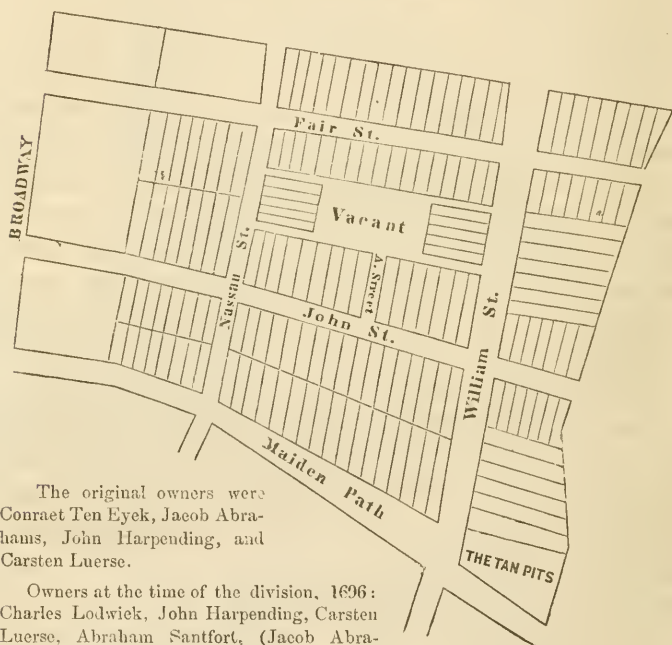 Fair St.
BROADWAY
Vacant
Nassau St.
A. Street
John St.
William St.
Maiden Path
THE TAN PITS
The original owners were
Conraet Ten Eyek, Jacob Abra-
hams, John Harpending, and
Carsten Luerse.
Owners at the time of the division, 1696:
Charles Lodwick, John Harpending, Carsten
Luerse, Abraham Santfort, (Jacob Abra-